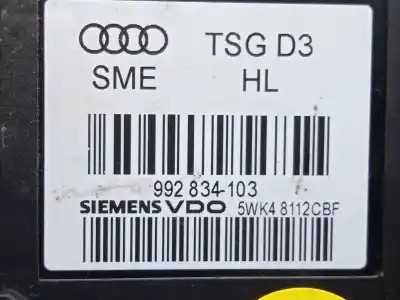 TSG D3
SME HL
992 834-103
SIEMENS VDO 5WK4 8112CBF